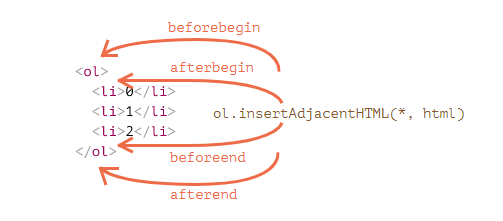 beforebegin
<ol>
afterbegin
<li>0</li>
<li>1</li>
ol.insertAdjacentHTML(*, html)
<li>2</li>
</ol>
beforeend
afterend